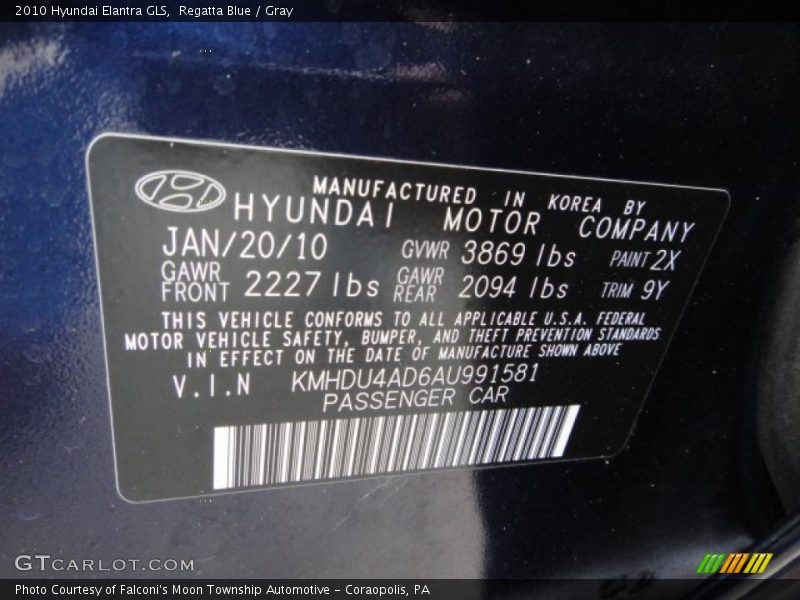 2010 Hyundai Elantra GLS, Regatta Blue / Gray
MANUFACTURED IN KOREA BY
HYUNDAI MOTOR COMPANY
JAN/20/10 GVWR 3869 lbs PAINT 2X
GAWR FRONT 2227 lbs GAWR REAR 2094 lbs TRIM 9Y
THIS VEHICLE CONFORMS TO ALL APPLICABLE U.S.A. FEDERAL
MOTOR VEHICLE SAFETY, BUMPER, AND THEFT PREVENTION STANDARDS
IN EFFECT ON THE DATE OF MANUFACTURE SHOWN ABOVE
V.I.N KMHDU4AD6AU991581
PASSENGER CAR
GTCARLOT.COM
Photo Courtesy of Falconi's Moon Township Automotive - Coraopolis, PA